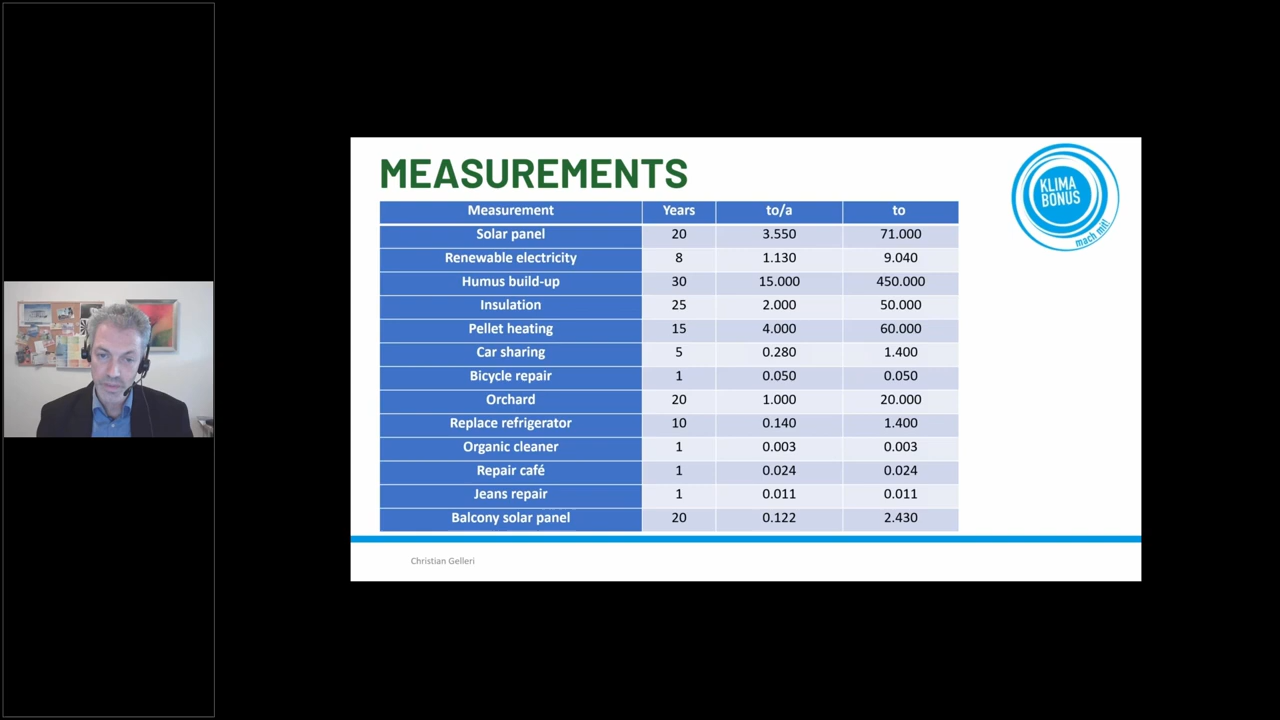 MEASUREMENTS
Measurement Years to/a to
Solar panel 20 3.550 71.000
Renewable electricity 8 1.130 9.040
Humus build-up 30 15.000 450.000
Insulation 25 2.000 50.000
Pellet heating 15 4.000 60.000
Car sharing 5 0.280 1.400
Bicycle repair 1 0.050 0.050
Orchard 20 1.000 20.000
Replace refrigerator 10 0.140 1.400
Organic cleaner 1 0.003 0.003
Repair café 1 0.024 0.024
Jeans repair 1 0.011 0.011
Balcony solar panel 20 0.122 2.430
KLIMA
BONUS
mach mit!
Christian Gelleri